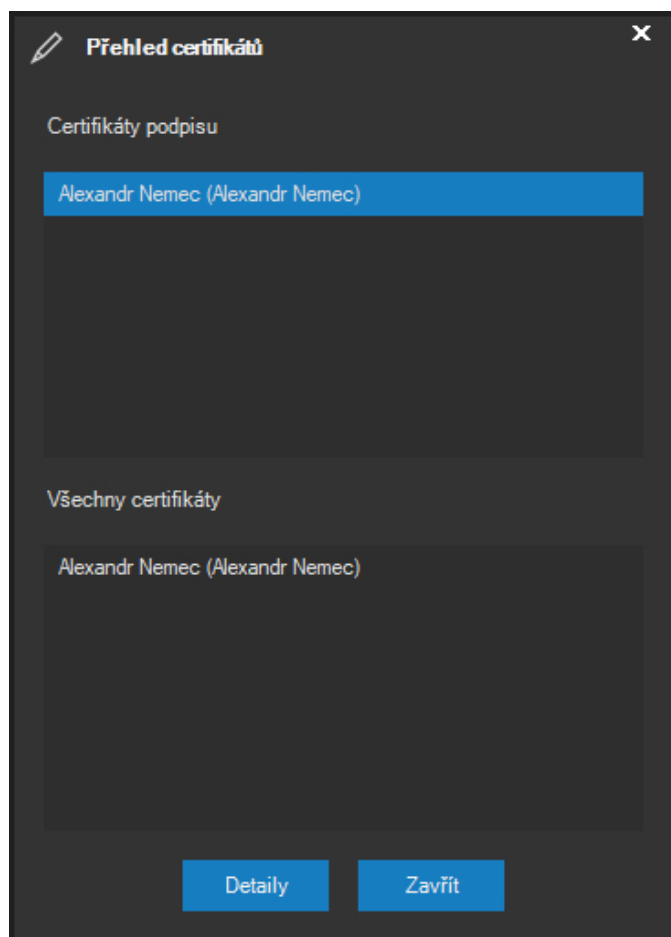 Přehled certifikátů
Certifikáty podpisu
Alexandr Nemec (Alexandr Nemec)
Všechny certifikáty
Alexandr Nemec (Alexandr Nemec)
Detaily
Zavřít